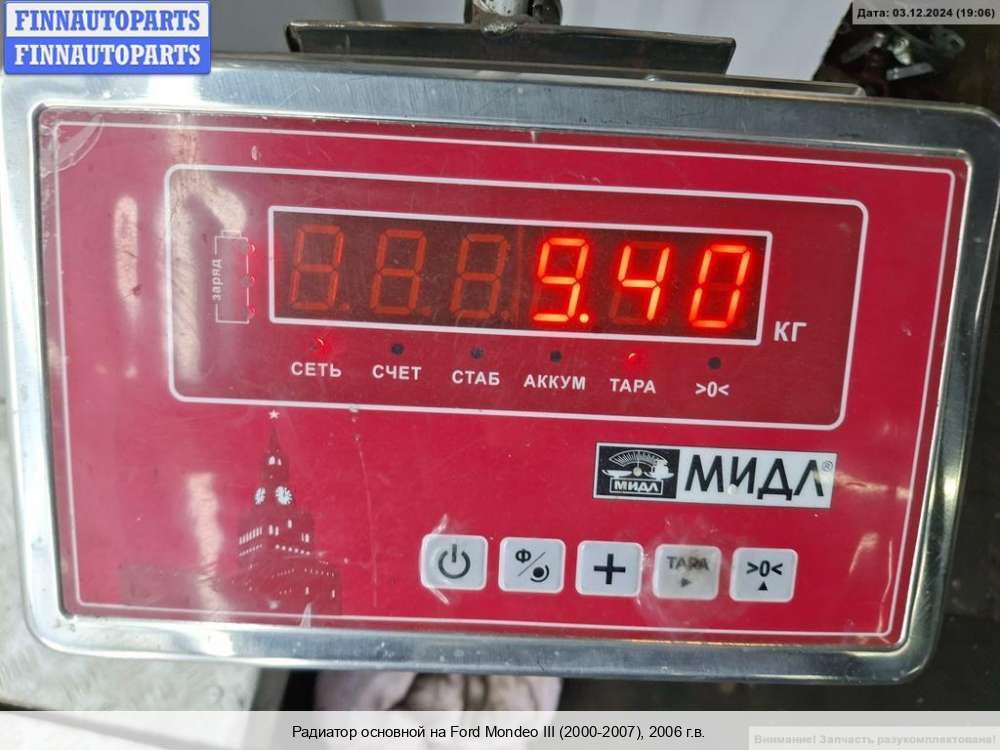 FINNAUTOPARTS
FINNAUTOPARTS
Дата: 03.12.2024 (19:06)
заряд
9.40
КГ
СЕТЬ СЧЕТ СТАБ АККУМ ТАРА >0<
МИДЛ МИДЛ®
Ф
+
ТАРА
>0<
Радиатор основной на Ford Mondeo III (2000-2007), 2006 г.в.
Внимание! Запчасть разукомплектована!